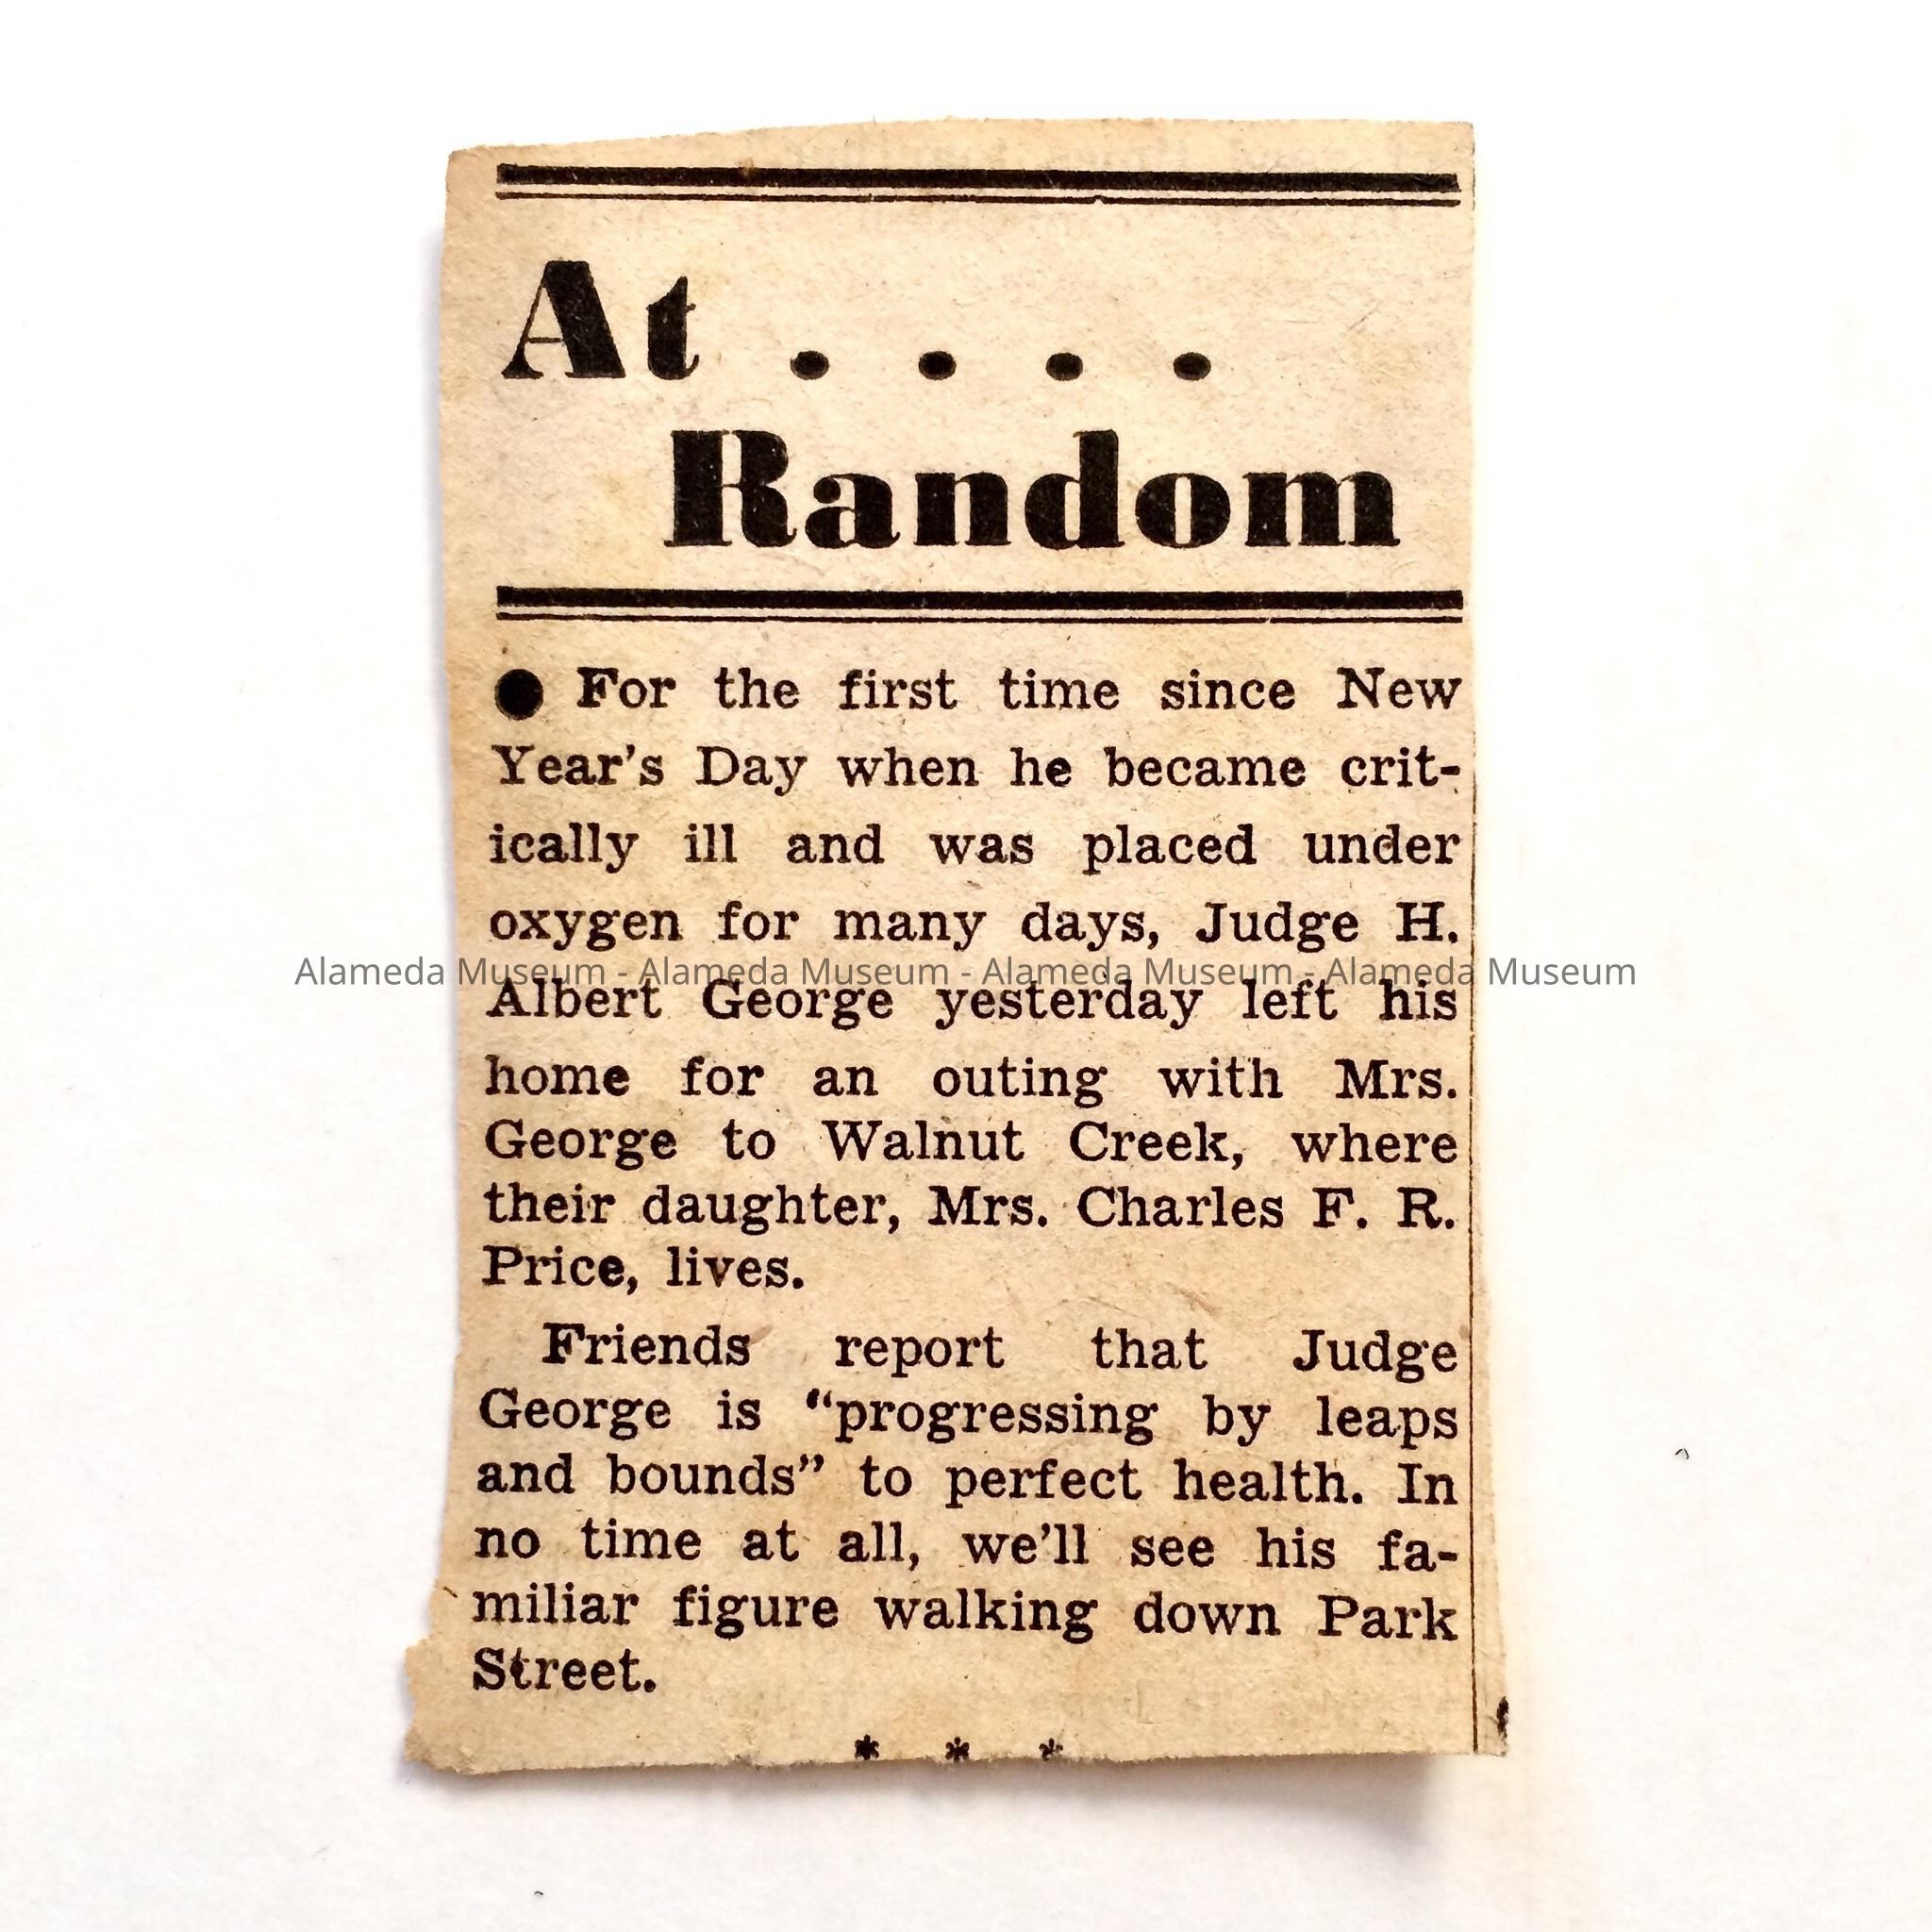 At . . . .
Random
● For the first time since New
Year's Day when he became crit-
ically ill and was placed under
oxygen for many days, Judge H.
Alameda Museum - Alameda Museum - Alameda Museum - Alameda Museum
Albert George yesterday left his
home for an outing with Mrs.
George to Walnut Creek, where
their daughter, Mrs. Charles F. R.
Price, lives.
Friends report that Judge
George is “progressing by leaps
and bounds” to perfect health. In
no time at all, we'll see his fa-
miliar figure walking down Park
Street.
* * *